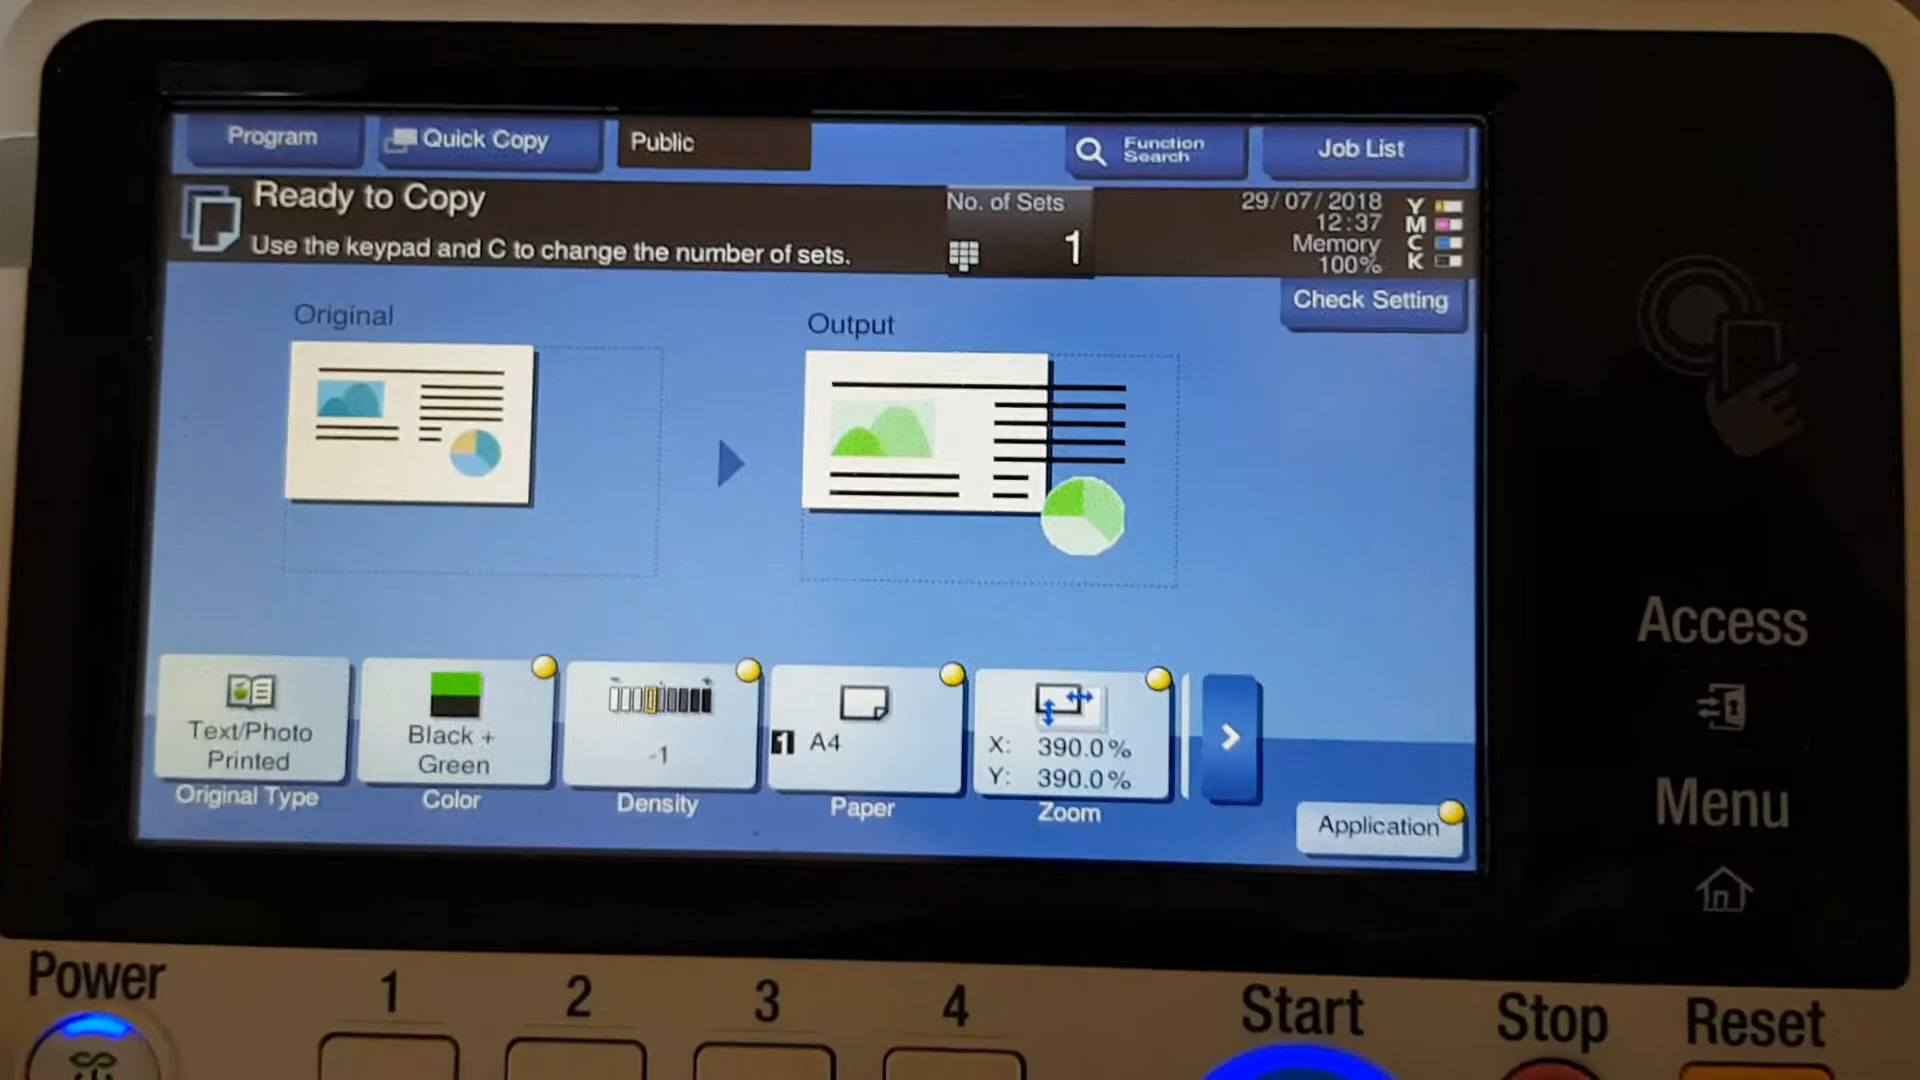 Program
Quick Copy
Public
Function
Search
Job List
Ready to Copy
Use the keypad and C to change the number of sets.
No. of Sets
1
29/07/2018
12:37
Memory
100%
Y
M
C
K
Check Setting
Original
Output
Text/Photo
Printed
Original Type
Black +
Green
Color
-1
Density
1 A4
Paper
X: 390.0%
Y: 390.0%
Zoom
Application
Access
Menu
Power
1
2
3
4
Start
Stop
Reset